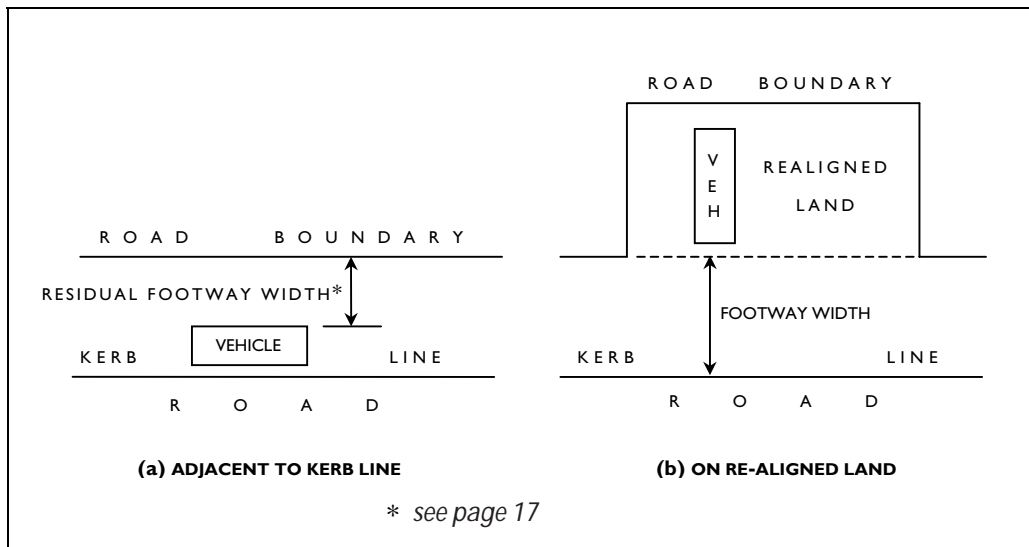 ROAD BOUNDARY
RESIDUAL FOOTWAY WIDTH*
VEHICLE
KERB LINE
ROAD
(a) ADJACENT TO KERB LINE
ROAD BOUNDARY
VEH
REALIGNED
LAND
FOOTWAY WIDTH
KERB LINE
ROAD
(b) ON RE-ALIGNED LAND
* see page 17